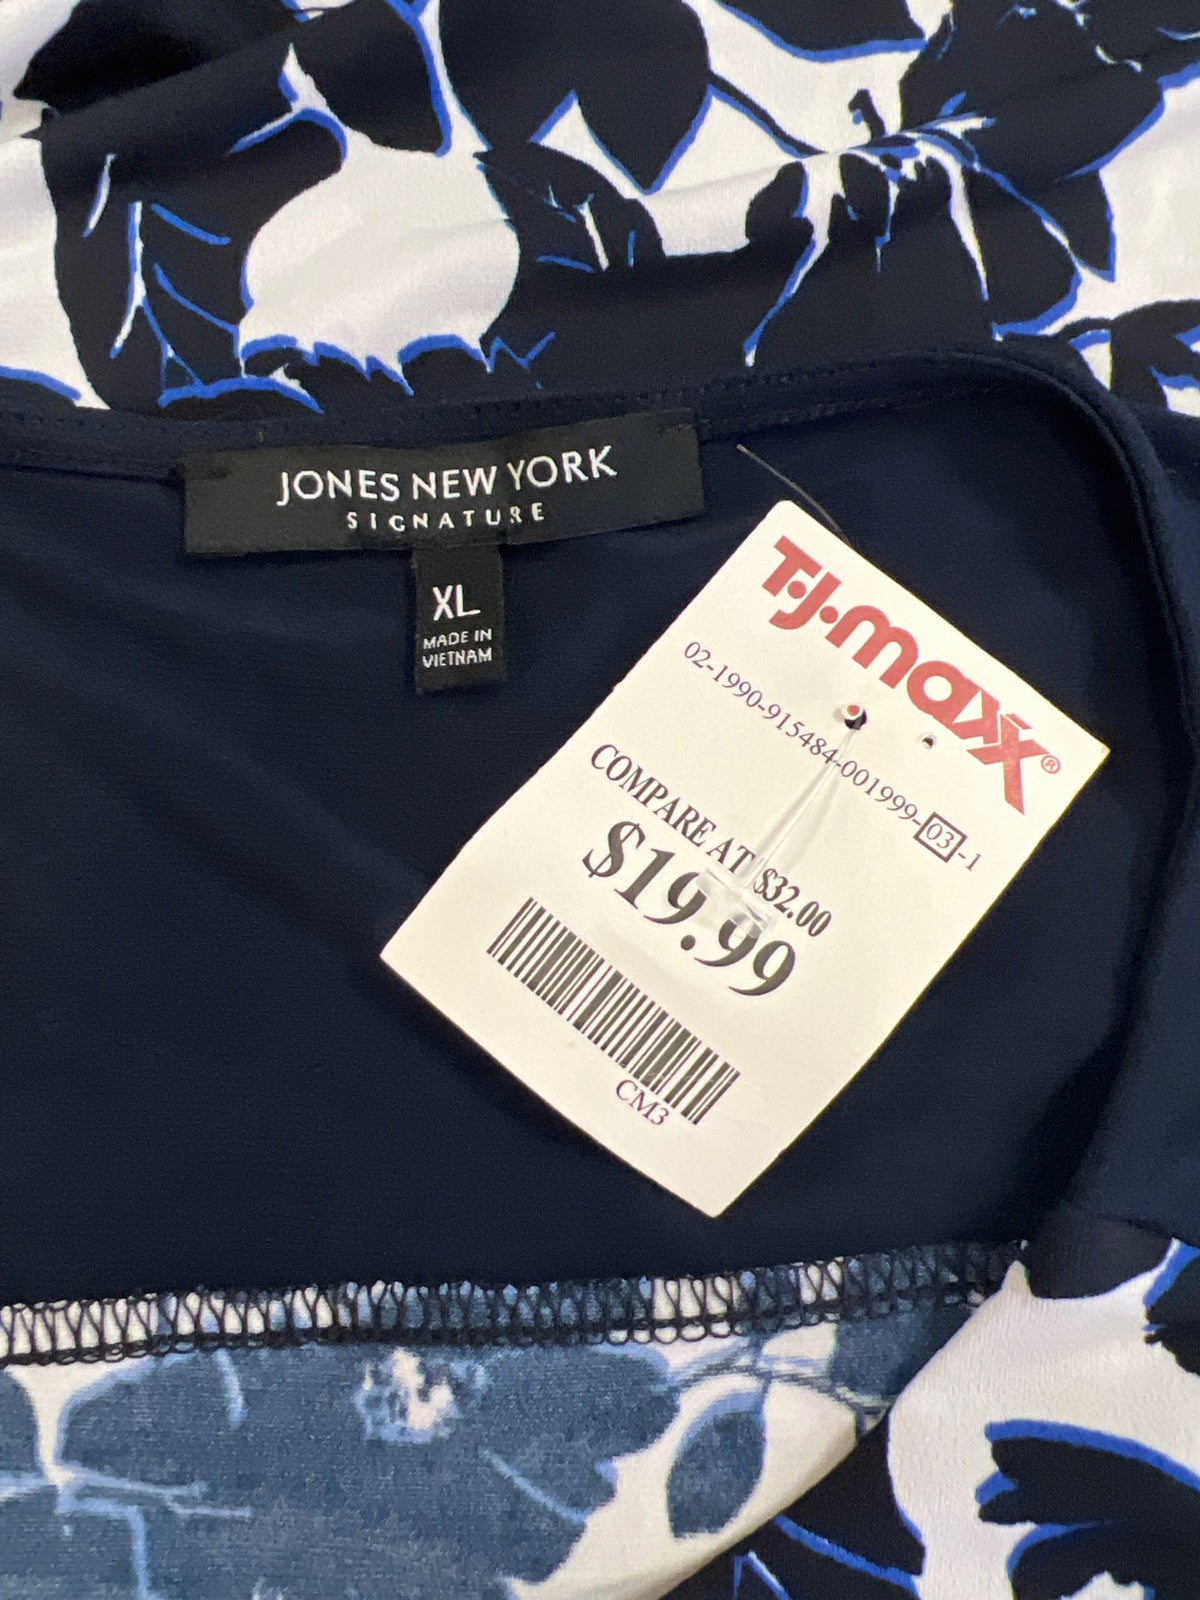 JONES NEW YORK
SIGNATURE
XL
MADE IN
VIETNAM
T·J·maxx®
02-1990-915484-001999-03-1
COMPARE AT $32.00
$19.99
CM3